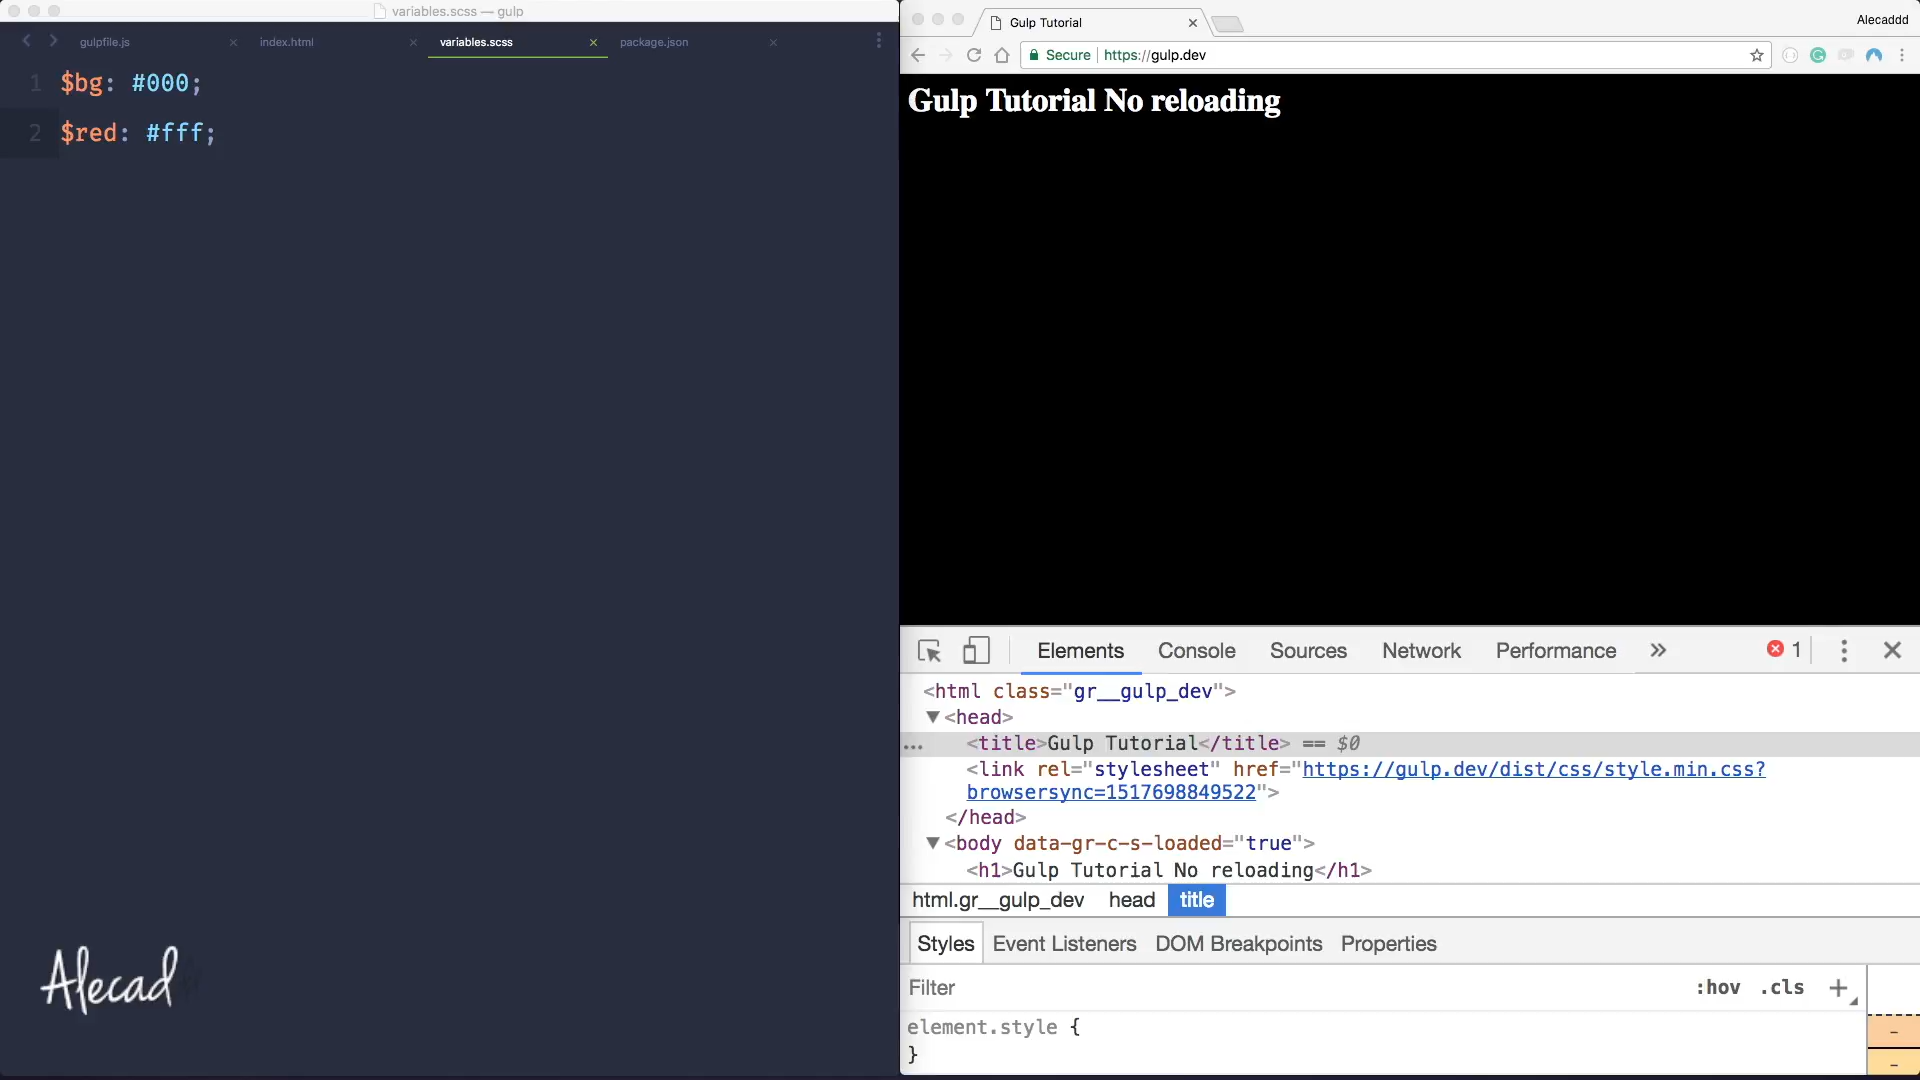 variables.scss — gulp
gulpfile.js
index.html
variables.scss
package.json
1 $bg: #000;
2 $red: #fff;
Alecad
Gulp Tutorial
Alecaddd
Secure https://gulp.dev
Gulp Tutorial No reloading
Elements Console Sources Network Performance » 1
<html class="gr__gulp_dev">
<head>
<title>Gulp Tutorial</title> == $0
<link rel="stylesheet" href="https://gulp.dev/dist/css/style.min.css?
browsersync=1517698849522">
</head>
<body data-gr-c-s-loaded="true">
<h1>Gulp Tutorial No reloading</h1>
html.gr__gulp_dev head title
Styles Event Listeners DOM Breakpoints Properties
Filter :hov .cls +
element.style {
}
-
-